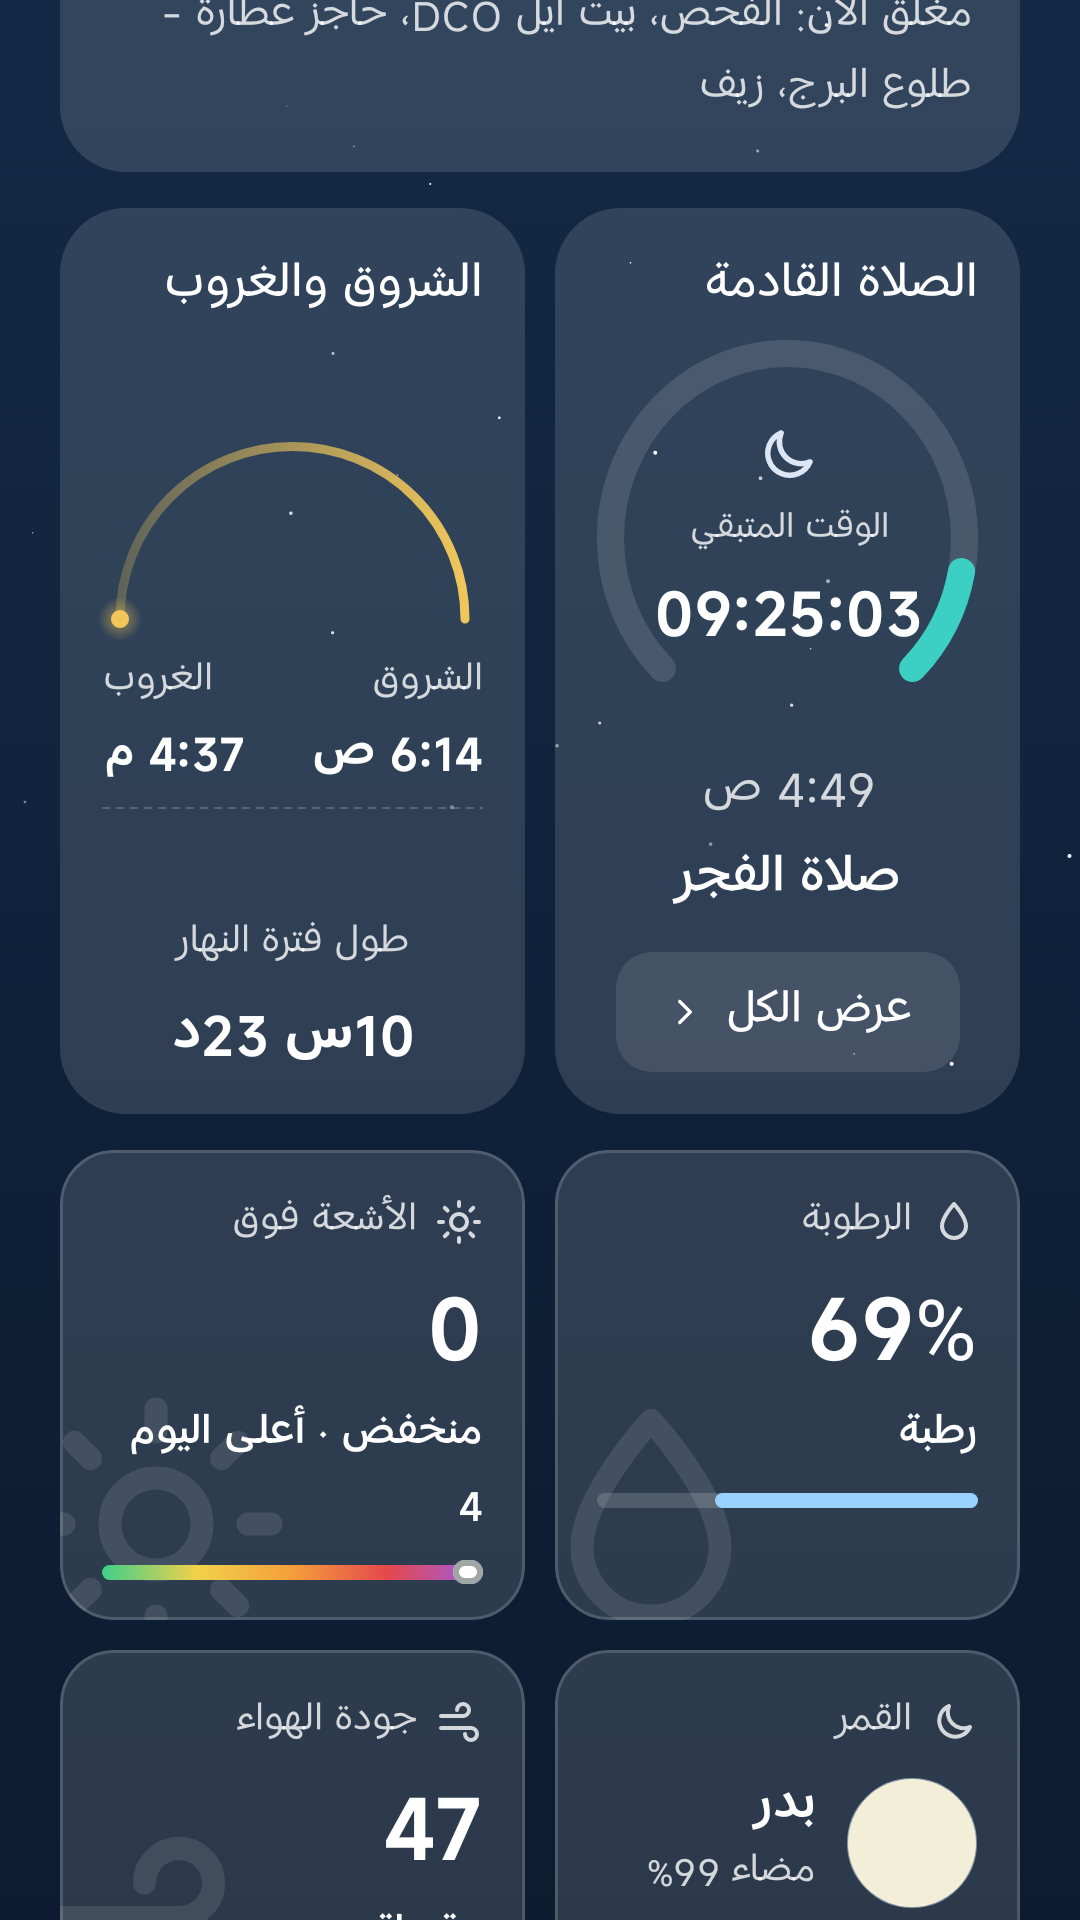 مغلق الآن: الفحص، بيت ايل DCO، حاجز عطارة -
طلوع البرج، زيف
الصلاة القادمة
الوقت المتبقي
09:25:03
4:49 ص
صلاة الفجر
عرض الكل
الشروق والغروب
الشروق
6:14 ص
الغروب
4:37 م
طول فترة النهار
10س 23د
الرطوبة
69%
رطبة
الأشعة فوق
0
منخفض · أعلى اليوم
4
القمر
بدر
مضاء 99%
جودة الهواء
47